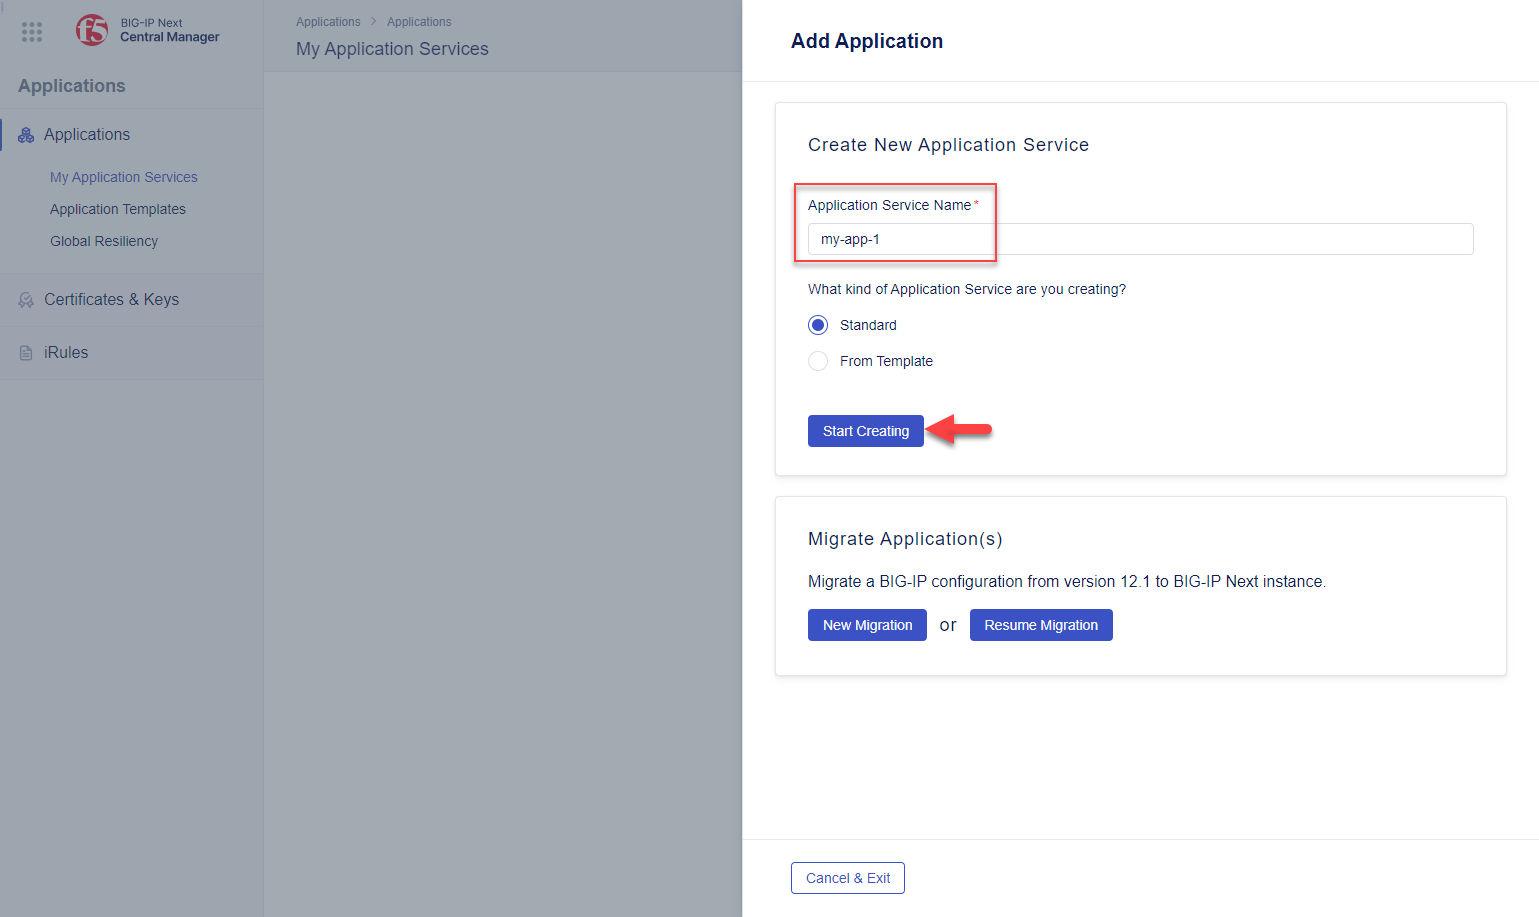 f5
BIG-IP Next
Central Manager
Applications
Applications
My Application Services
Application Templates
Global Resiliency
Certificates & Keys
iRules
Applications > Applications
My Application Services
Add Application
Create New Application Service
Application Service Name*
my-app-1
What kind of Application Service are you creating?
Standard
From Template
Start Creating
Migrate Application(s)
Migrate a BIG-IP configuration from version 12.1 to BIG-IP Next instance.
New Migration or Resume Migration
Cancel & Exit